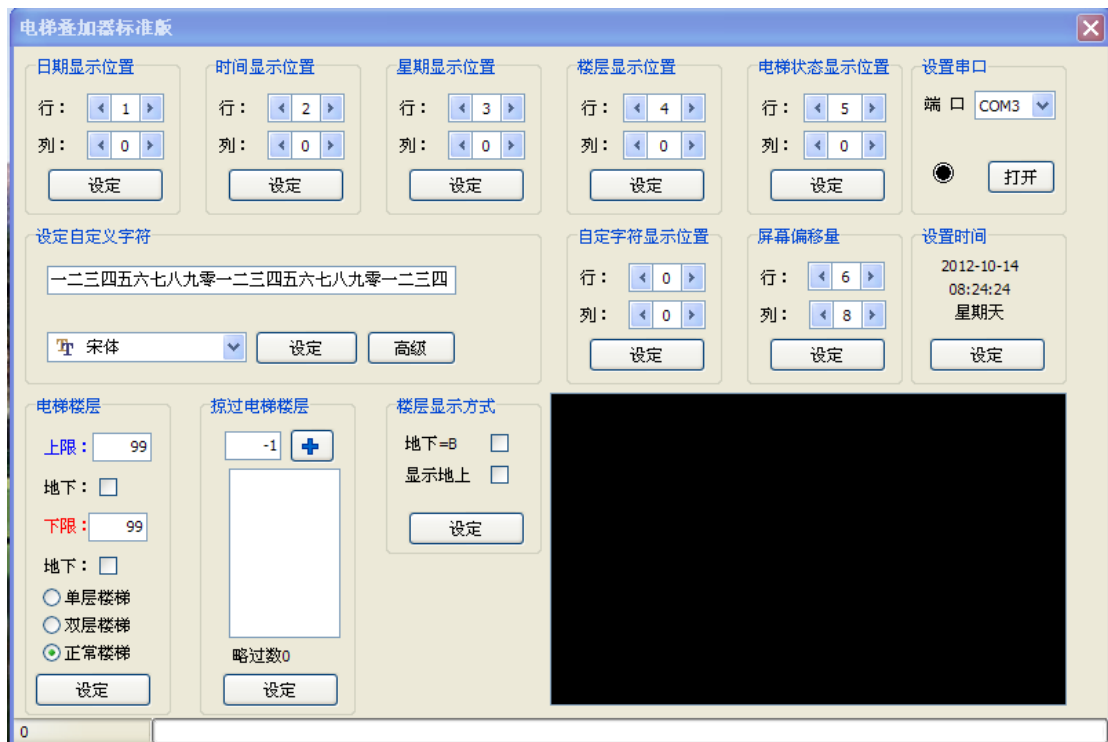 电梯叠加器标准版
日期显示位置 时间显示位置 星期显示位置 楼层显示位置 电梯状态显示位置 设置串口
行： 1 行： 2 行： 3 行： 4 行： 5 端 口 COM3
列： 0 列： 0 列： 0 列： 0 列： 0
设定 设定 设定 设定 设定 打开
设定自定义字符 自定字符显示位置 屏幕偏移量 设置时间
一二三四五六七八九零一二三四五六七八九零一二三四 行： 0 行： 6 2012-10-14
08:24:24
列： 0 列： 8 星期天
宋体 设定 高级 设定 设定 设定
电梯楼层 掠过电梯楼层 楼层显示方式
上限： 99 -1 地下=B
地下： 显示地上
下限： 99 设定
地下：
单层楼梯
双层楼梯
正常楼梯 略过数0
设定 设定
0